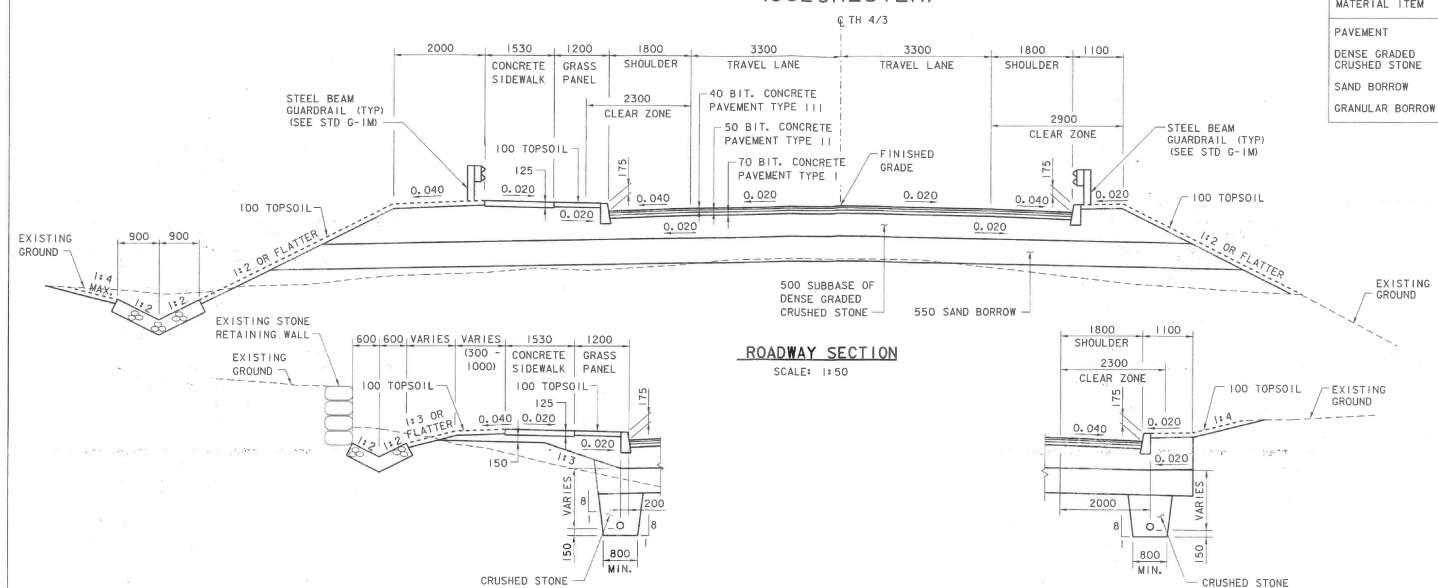 ℄ TH 4/3
MATERIAL ITEM
PAVEMENT
DENSE GRADED
CRUSHED STONE
SAND BORROW
GRANULAR BORROW
2000
1530
1200
1800
3300
3300
1800
1100
CONCRETE
SIDEWALK
GRASS
PANEL
SHOULDER
TRAVEL LANE
TRAVEL LANE
SHOULDER
STEEL BEAM
GUARDRAIL (TYP)
(SEE STD G-1M)
2300
CLEAR ZONE
40 BIT. CONCRETE
PAVEMENT TYPE III
50 BIT. CONCRETE
PAVEMENT TYPE II
70 BIT. CONCRETE
PAVEMENT TYPE I
FINISHED
GRADE
2900
CLEAR ZONE
STEEL BEAM
GUARDRAIL (TYP)
(SEE STD G-1M)
100 TOPSOIL
125
175
175
0.040
0.020
0.020
0.040
0.020
0.020
0.040
0.020
0.020
0.020
100 TOPSOIL
100 TOPSOIL
EXISTING
GROUND
900
900
1:4
MAX.
1:2
1:2
1:2 OR FLATTER
1:2 OR FLATTER
EXISTING
GROUND
500 SUBBASE OF
DENSE GRADED
CRUSHED STONE
550 SAND BORROW
ROADWAY SECTION
SCALE: 1:50
EXISTING STONE
RETAINING WALL
EXISTING
GROUND
600
600
VARIES
VARIES
(300 -
1000)
1530
CONCRETE
SIDEWALK
1200
GRASS
PANEL
100 TOPSOIL
100 TOPSOIL
125
175
1:3 OR
FLATTER
0.040
0.020
0.020
1:2
1:2
150
1:3
VARIES
8
1
200
8
1
150
800
MIN.
CRUSHED STONE
1800
SHOULDER
1100
2300
CLEAR ZONE
175
100 TOPSOIL
EXISTING
GROUND
0.040
0.020
1:4
0.020
2000
VARIES
8
1
150
800
MIN.
CRUSHED STONE